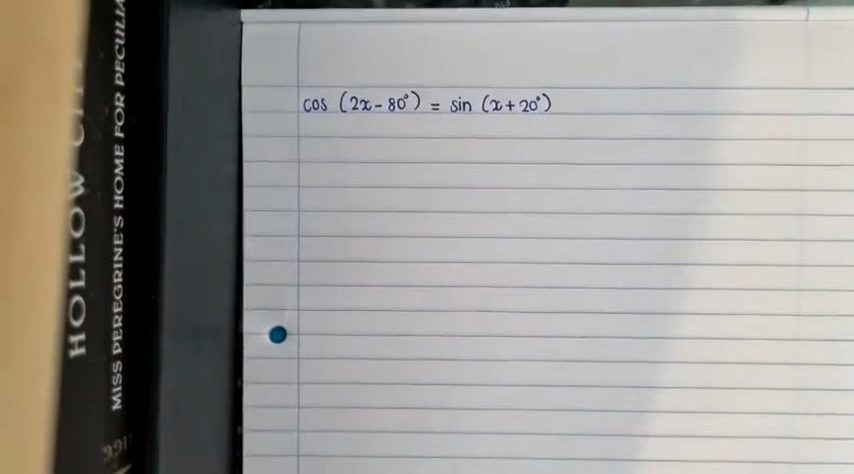 HOLLOW
MISS PEREGRINE'S HOME FOR PECULIA
cos (2x - 80°) = sin (x + 20°)